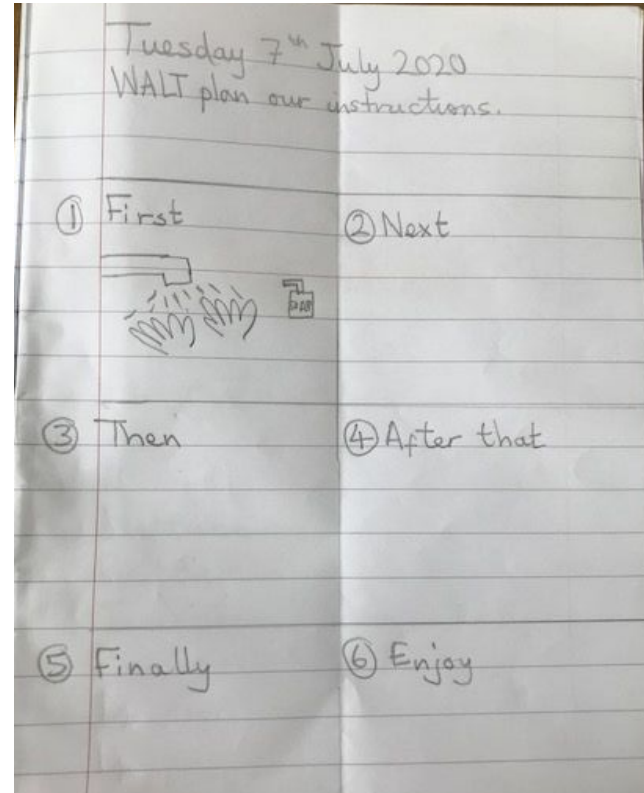 Tuesday 7th July 2020
WALT plan our instructions.
① First
② Next
③ Then
④ After that
⑤ Finally
⑥ Enjoy